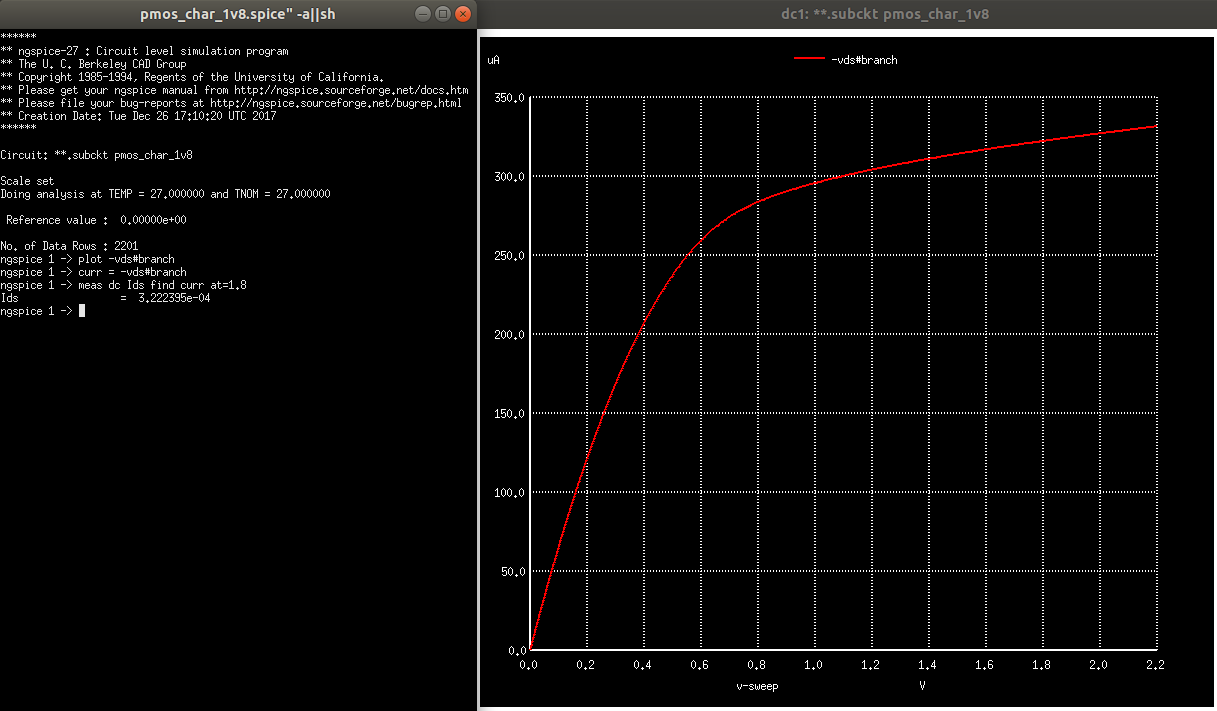 pmos_char_1v8.spice" -a||sh
******
** ngspice-27 : Circuit level simulation program
** The U. C. Berkeley CAD Group
** Copyright 1985-1994, Regents of the University of California.
** Please get your ngspice manual from http://ngspice.sourceforge.net/docs.htm
** Please file your bug-reports at http://ngspice.sourceforge.net/bugrep.html
** Creation Date: Tue Dec 26 17:10:20 UTC 2017
******
Circuit: **.subckt pmos_char_1v8
Scale set
Doing analysis at TEMP = 27.000000 and TNOM = 27.000000
Reference value :  0.00000e+00
No. of Data Rows : 2201
ngspice 1 -> plot -vds#branch
ngspice 1 -> curr = -vds#branch
ngspice 1 -> meas dc Ids find curr at=1.8
Ids                 =  3.222395e-04
ngspice 1 ->
dc1: **.subckt pmos_char_1v8
uA
-vds#branch
350.0
300.0
250.0
200.0
150.0
100.0
50.0
0.0
0.0 0.2 0.4 0.6 0.8 1.0 1.2 1.4 1.6 1.8 2.0 2.2
v-sweep V